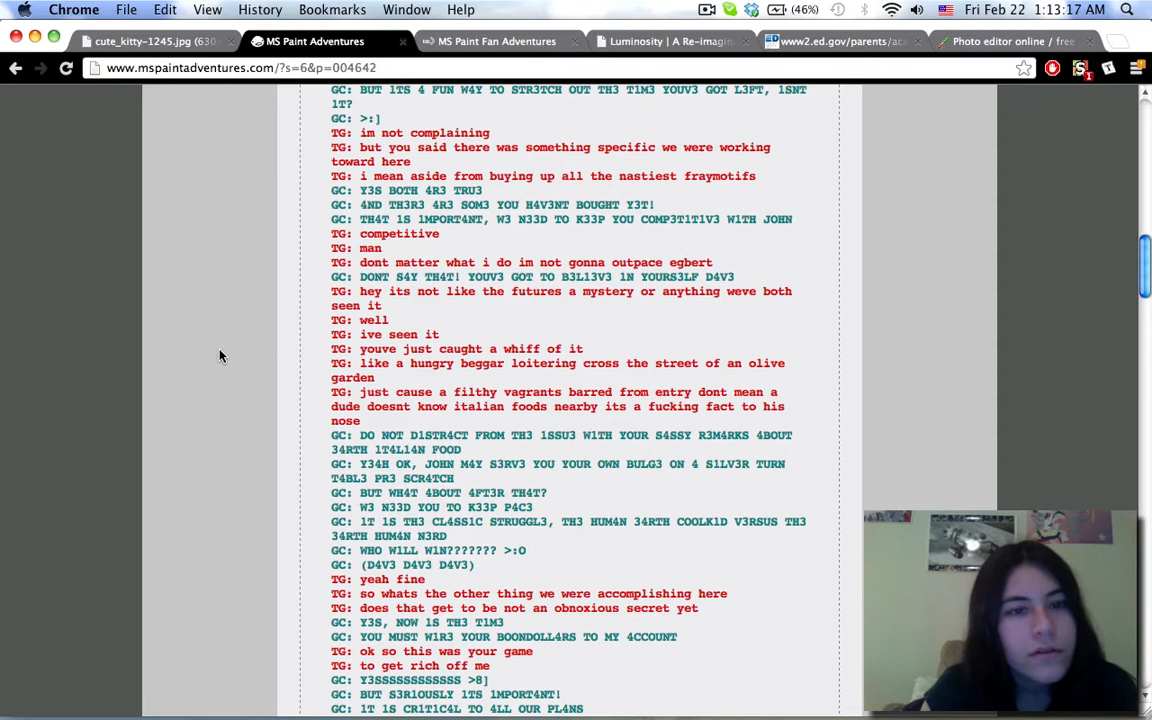 Chrome File Edit View History Bookmarks Window Help (46%) Fri Feb 22 1:13:17 AM
cute_kitty-1245.jpg (630 MS Paint Adventures MS Paint Fan Adventures Luminosity | A Re-imagin www2.ed.gov/parents/ac Photo editor online / free
www.mspaintadventures.com/?s=6&p=004642
GC: BUT 1TS 4 FUN W4Y TO STR3TCH OUT TH3 T1M3 YOUV3 GOT L3FT, 1SNT
1T?
GC: >:]
TG: im not complaining
TG: but you said there was something specific we were working
toward here
TG: i mean aside from buying up all the nastiest fraymotifs
GC: Y3S BOTH 4R3 TRU3
GC: 4ND TH3R3 4R3 SOM3 YOU H4V3NT BOUGHT Y3T!
GC: TH4T 1S 1MPORT4NT, W3 N33D TO K33P YOU COMP3T1T1V3 W1TH JOHN
TG: competitive
TG: man
TG: dont matter what i do im not gonna outpace egbert
GC: DONT S4Y TH4T! YOUV3 GOT TO B3L13V3 1N YOURS3LF D4V3
TG: hey its not like the futures a mystery or anything weve both
seen it
TG: well
TG: ive seen it
TG: youve just caught a whiff of it
TG: like a hungry beggar loitering cross the street of an olive
garden
TG: just cause a filthy vagrants barred from entry dont mean a
dude doesnt know italian foods nearby its a fucking fact to his
nose
GC: DO NOT D1STR4CT FROM TH3 1SSU3 W1TH YOUR S4SSY R3M4RKS 4BOUT
34RTH 1T4L14N FOOD
GC: Y34H OK, JOHN M4Y S3RV3 YOU YOUR OWN BULG3 ON 4 S1LV3R TURN
T4BL3 PR3 SCR4TCH
GC: BUT WH4T 4BOUT 4FT3R TH4T?
GC: W3 N33D YOU TO K33P P4C3
GC: 1T 1S TH3 CL4SS1C STRUGGL3, TH3 HUM4N 34RTH COOLK1D V3RSUS TH3
34RTH HUM4N N3RD
GC: WHO W1LL W1N??????? >:O
GC: (D4V3 D4V3 D4V3)
TG: yeah fine
TG: so whats the other thing we were accomplishing here
TG: does that get to be not an obnoxious secret yet
GC: Y3S, NOW 1S TH3 T1M3
GC: YOU MUST W1R3 YOUR BOONDOLL4RS TO MY 4CCOUNT
TG: ok so this was your game
TG: to get rich off me
GC: Y3SSSSSSSSSSSS >8]
GC: BUT S3R1OUSLY 1TS 1MPORT4NT!
GC: 1T 1S CR1T1C4L TO 4LL OUR PL4NS